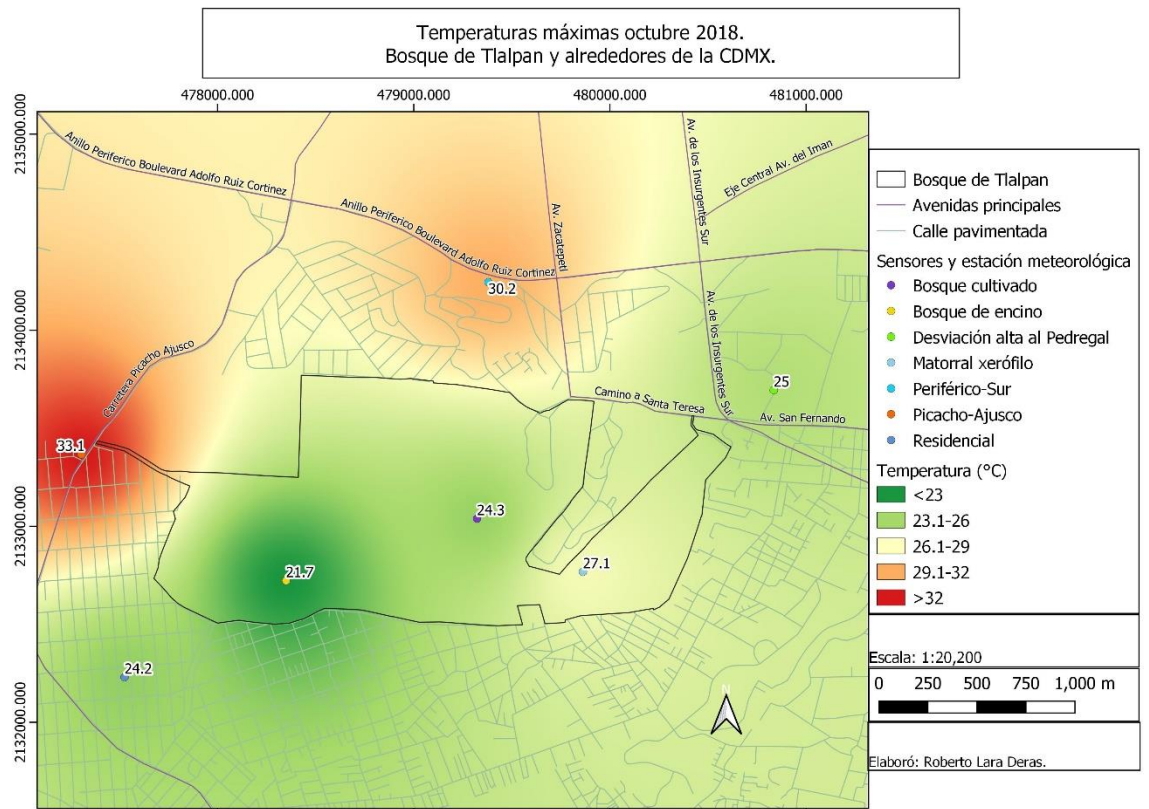 Temperaturas máximas octubre 2018.
Bosque de Tlalpan y alrededores de la CDMX.
478000.000
479000.000
480000.000
481000.000
2135000.000
2134000.000
2133000.000
2132000.000
Anillo Periferico Boulevard Adolfo Ruiz Cortinez
Anillo Periferico Boulevard Adolfo Ruiz Cortinez
Av. Zacatepetl
Av. de los Insurgentes Sur
Eje Central Av. del Iman
Av. de los Insurgentes Sur
Carretera Picacho Ajusco
Camino a Santa Teresa
Av. San Fernando
30.2
25
33.1
24.3
27.1
21.7
24.2
N
Bosque de Tlalpan
Avenidas principales
Calle pavimentada
Sensores y estación meteorológica
Bosque cultivado
Bosque de encino
Desviación alta al Pedregal
Matorral xerófilo
Periférico-Sur
Picacho-Ajusco
Residencial
Temperatura (°C)
<23
23.1-26
26.1-29
29.1-32
>32
Escala: 1:20,200
0 250 500 750 1,000 m
Elaboró: Roberto Lara Deras.